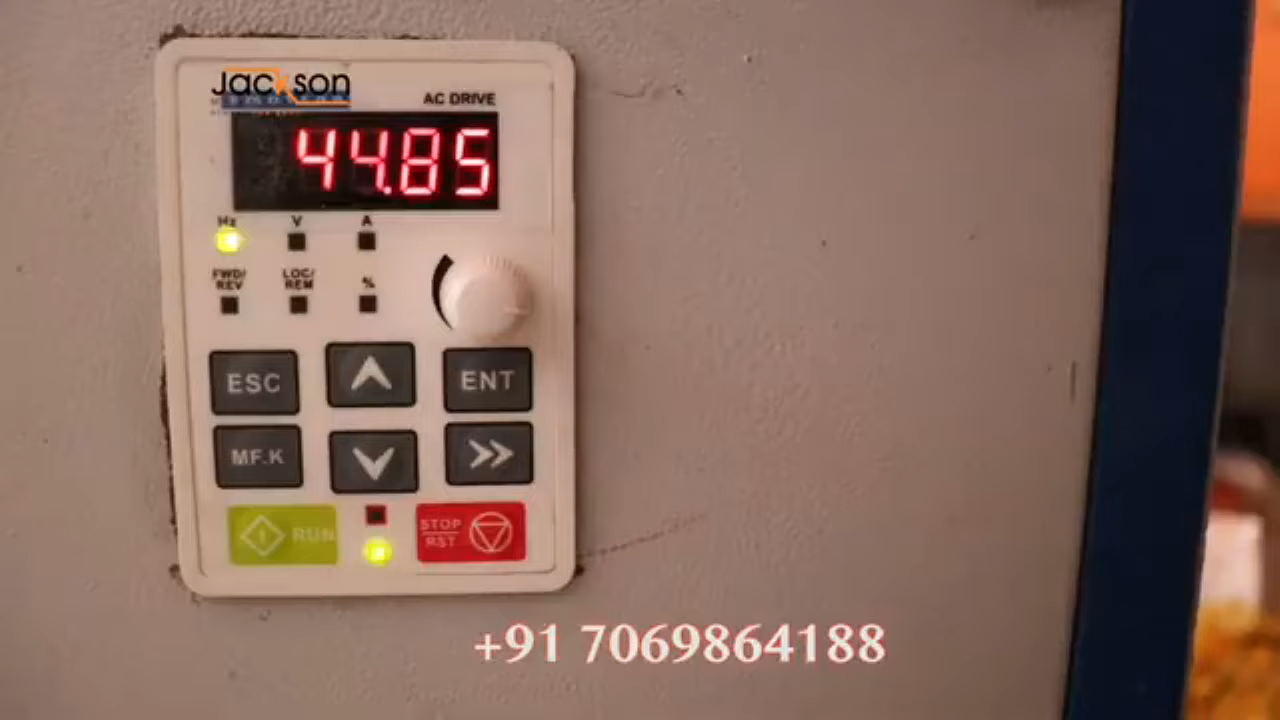 Jackson
AC DRIVE
44.85
Hz V A
FWD/
REV
LOC/
REM
%
ESC
ENT
MF.K
RUN
STOP
RST
+91 7069864188